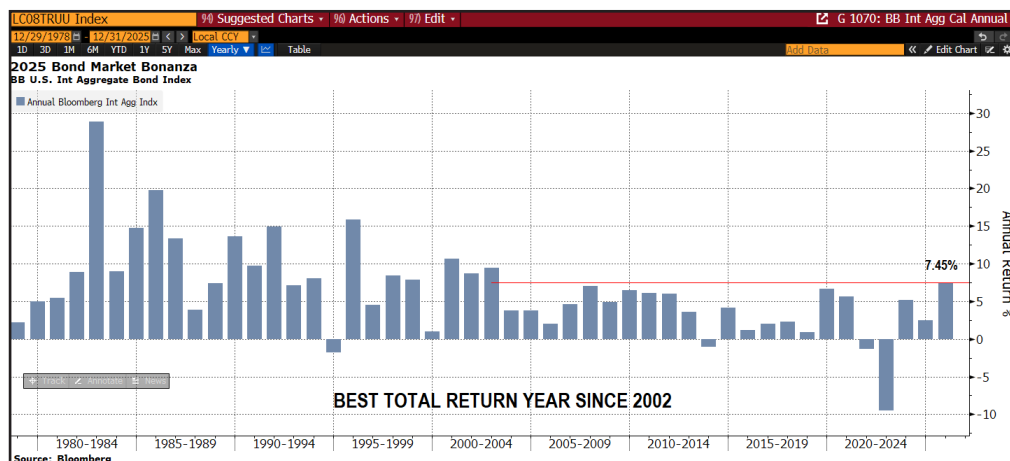 LC08TRUU Index 94) Suggested Charts 96) Actions 97) Edit G 1070: BB Int Agg Cal Annual
12/29/1978 - 12/31/2025 Local CCY
1D 3D 1M 6M YTD 1Y 5Y Max Yearly ▼ Table Add Data « Edit Chart
2025 Bond Market Bonanza
BB U.S. Int Aggregate Bond Index
Annual Bloomberg Int Agg Indx
30
25
20
15
10
7.45%
5
0
-5
-10
Annual Return %
Track Annotate News
BEST TOTAL RETURN YEAR SINCE 2002
1980-1984 1985-1989 1990-1994 1995-1999 2000-2004 2005-2009 2010-2014 2015-2019 2020-2024
Source: Bloomberg